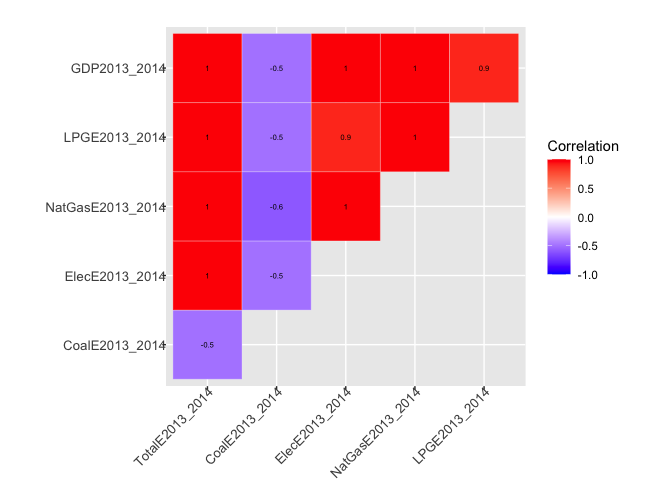 GDP2013_2014
1
-0.5
1
1
0.9
LPGE2013_2014
1
-0.5
0.9
1
NatGasE2013_2014
1
-0.6
1
ElecE2013_2014
1
-0.5
CoalE2013_2014
-0.5
TotalE2013_2014
CoalE2013_2014
ElecE2013_2014
NatGasE2013_2014
LPGE2013_2014
Correlation
1.0
0.5
0.0
-0.5
-1.0